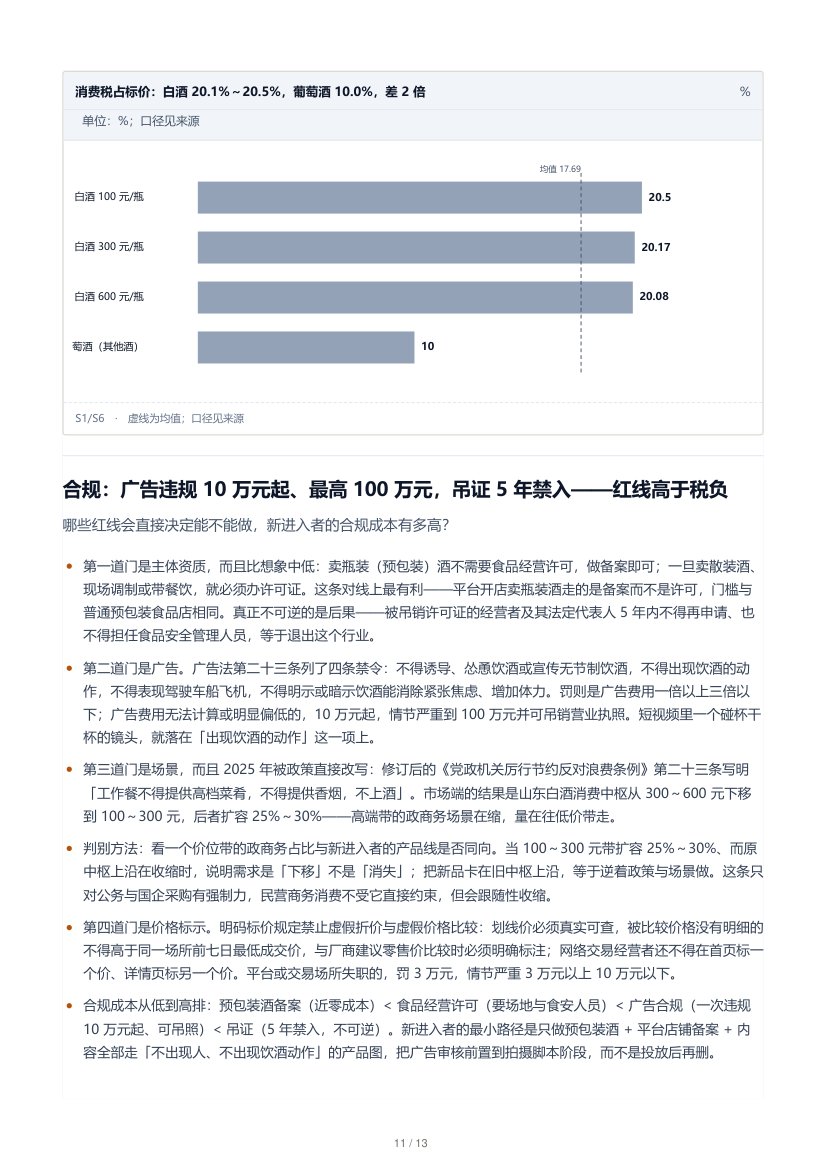 消费税占标价：白酒 20.1%～20.5%，葡萄酒 10.0%，差 2 倍 %
单位：%；口径见来源
均值 17.69
白酒 100 元/瓶 20.5
白酒 300 元/瓶 20.17
白酒 600 元/瓶 20.08
萄酒（其他酒） 10
S1/S6 · 虚线为均值；口径见来源
合规：广告违规 10 万元起、最高 100 万元，吊证 5 年禁入——红线高于税负
哪些红线会直接决定能不能做，新进入者的合规成本有多高？
• 第一道门是主体资质，而且比想象中低：卖瓶装（预包装）酒不需要食品经营许可，做备案即可；一旦卖散装酒、
现场调制或带餐饮，就必须办许可证。这条对线上最有利——平台开店卖瓶装酒走的是备案而不是许可，门槛与
普通预包装食品店相同。真正不可逆的是后果——被吊销许可证的经营者及其法定代表人 5 年内不得再申请、也
不得担任食品安全管理人员，等于退出这个行业。
• 第二道门是广告。广告法第二十三条列了四条禁令：不得诱导、怂恿饮酒或宣传无节制饮酒，不得出现饮酒的动
作，不得表现驾驶车船飞机，不得明示或暗示饮酒能消除紧张焦虑、增加体力。罚则是广告费用一倍以上三倍以
下；广告费用无法计算或明显偏低的，10 万元起，情节严重到 100 万元并可吊销营业执照。短视频里一个碰杯干
杯的镜头，就落在「出现饮酒的动作」这一项上。
• 第三道门是场景，而且 2025 年被政策直接改写：修订后的《党政机关厉行节约反对浪费条例》第二十三条写明
「工作餐不得提供高档菜肴，不得提供香烟，不上酒」。市场端的结果是山东白酒消费中枢从 300～600 元下移
到 100～300 元，后者扩容 25%～30%——高端带的政商务场景在缩，量在往低价带走。
• 判别方法：看一个价位带的政商务占比与新进入者的产品线是否同向。当 100～300 元带扩容 25%～30%、而原
中枢上沿在收缩时，说明需求是「下移」不是「消失」；把新品卡在旧中枢上沿，等于逆着政策与场景做。这条只
对公务与国企采购有强制力，民营商务消费不受它直接约束，但会跟随性收缩。
• 第四道门是价格标示。明码标价规定禁止虚假折价与虚假价格比较：划线价必须真实可查，被比较价格没有明细的
不得高于同一场所前七日最低成交价，与厂商建议零售价比较时必须明确标注；网络交易经营者还不得在首页标一
个价、详情页标另一个价。平台或交易场所失职的，罚 3 万元，情节严重 3 万元以上 10 万元以下。
• 合规成本从低到高排：预包装酒备案（近零成本）< 食品经营许可（要场地与食安人员）< 广告合规（一次违规
10 万元起、可吊照）< 吊证（5 年禁入，不可逆）。新进入者的最小路径是只做预包装酒 + 平台店铺备案 + 内
容全部走「不出现人、不出现饮酒动作」的产品图，把广告审核前置到拍摄脚本阶段，而不是投放后再删。
11 / 13